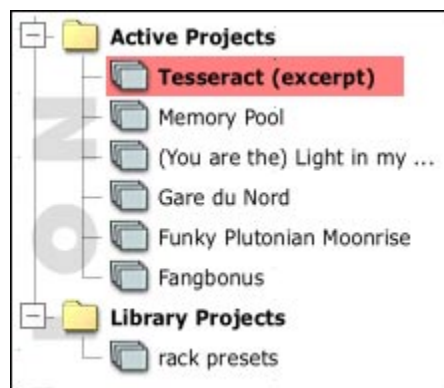 Active Projects
Tesseract (excerpt)
Memory Pool
(You are the) Light in my ...
Gare du Nord
Funky Plutonian Moonrise
Fangbonus
Library Projects
rack presets